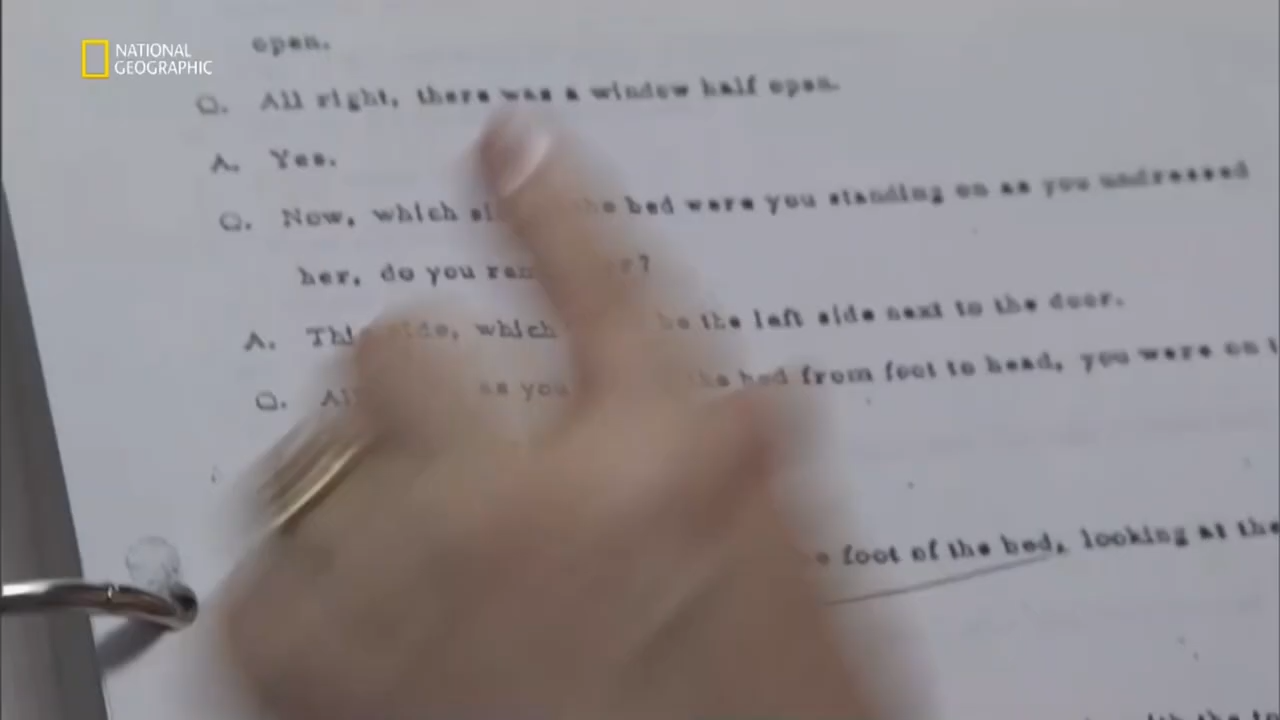 NATIONAL
GEOGRAPHIC
open.
Q. All right, there was a window half open.
A. Yes.
Q. Now, which the bed were you standing on as you undressed
her, do you
A. which the left side next to the door.
Q. as you the bed from foot to head, you were on
foot of the bed, looking at the